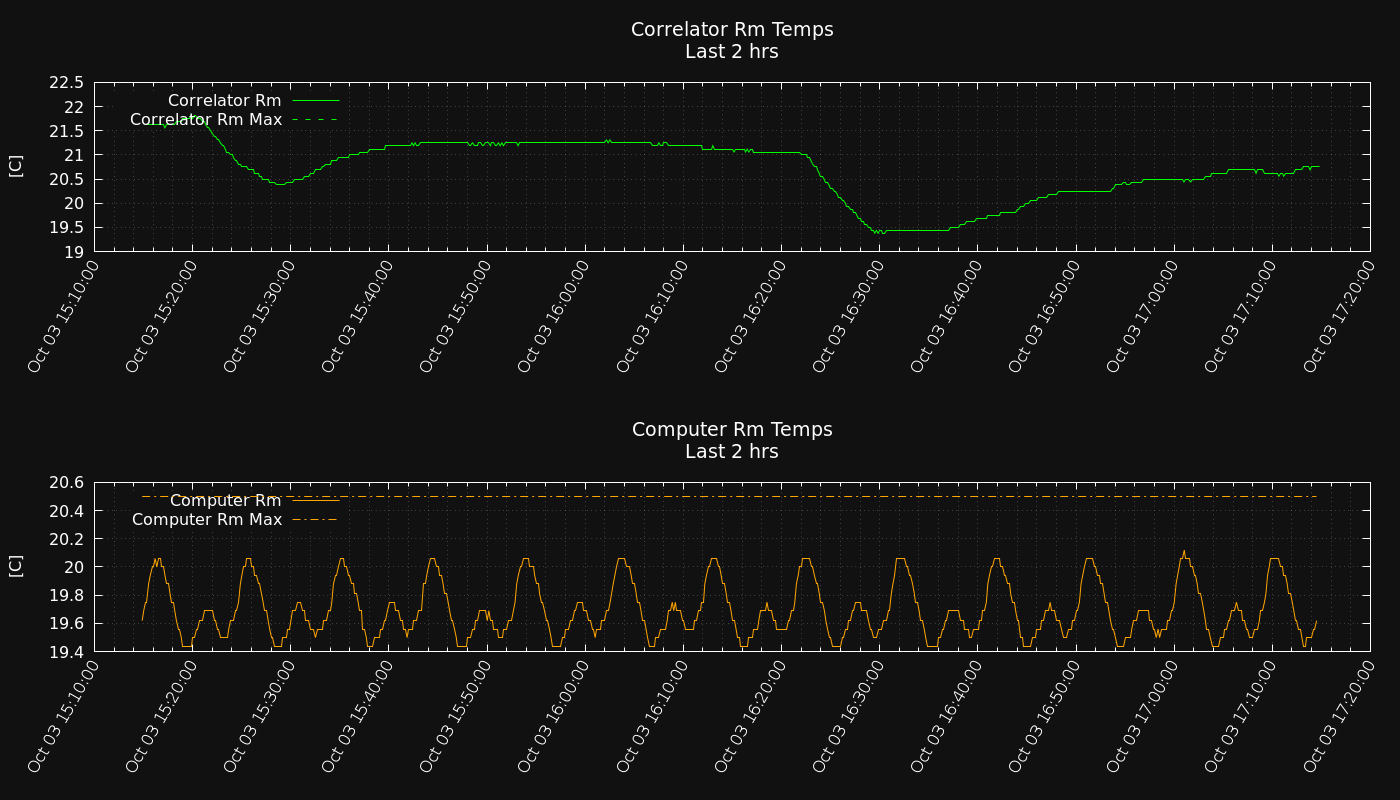 Correlator Rm Temps
Last 2 hrs
22.5
22
21.5
21
20.5
20
19.5
19
[C]
Correlator Rm
Correlator Rm Max
Oct 03 15:10:00
Oct 03 15:20:00
Oct 03 15:30:00
Oct 03 15:40:00
Oct 03 15:50:00
Oct 03 16:00:00
Oct 03 16:10:00
Oct 03 16:20:00
Oct 03 16:30:00
Oct 03 16:40:00
Oct 03 16:50:00
Oct 03 17:00:00
Oct 03 17:10:00
Oct 03 17:20:00
Computer Rm Temps
Last 2 hrs
20.6
20.4
20.2
20
19.8
19.6
19.4
[C]
Computer Rm
Computer Rm Max
Oct 03 15:10:00
Oct 03 15:20:00
Oct 03 15:30:00
Oct 03 15:40:00
Oct 03 15:50:00
Oct 03 16:00:00
Oct 03 16:10:00
Oct 03 16:20:00
Oct 03 16:30:00
Oct 03 16:40:00
Oct 03 16:50:00
Oct 03 17:00:00
Oct 03 17:10:00
Oct 03 17:20:00